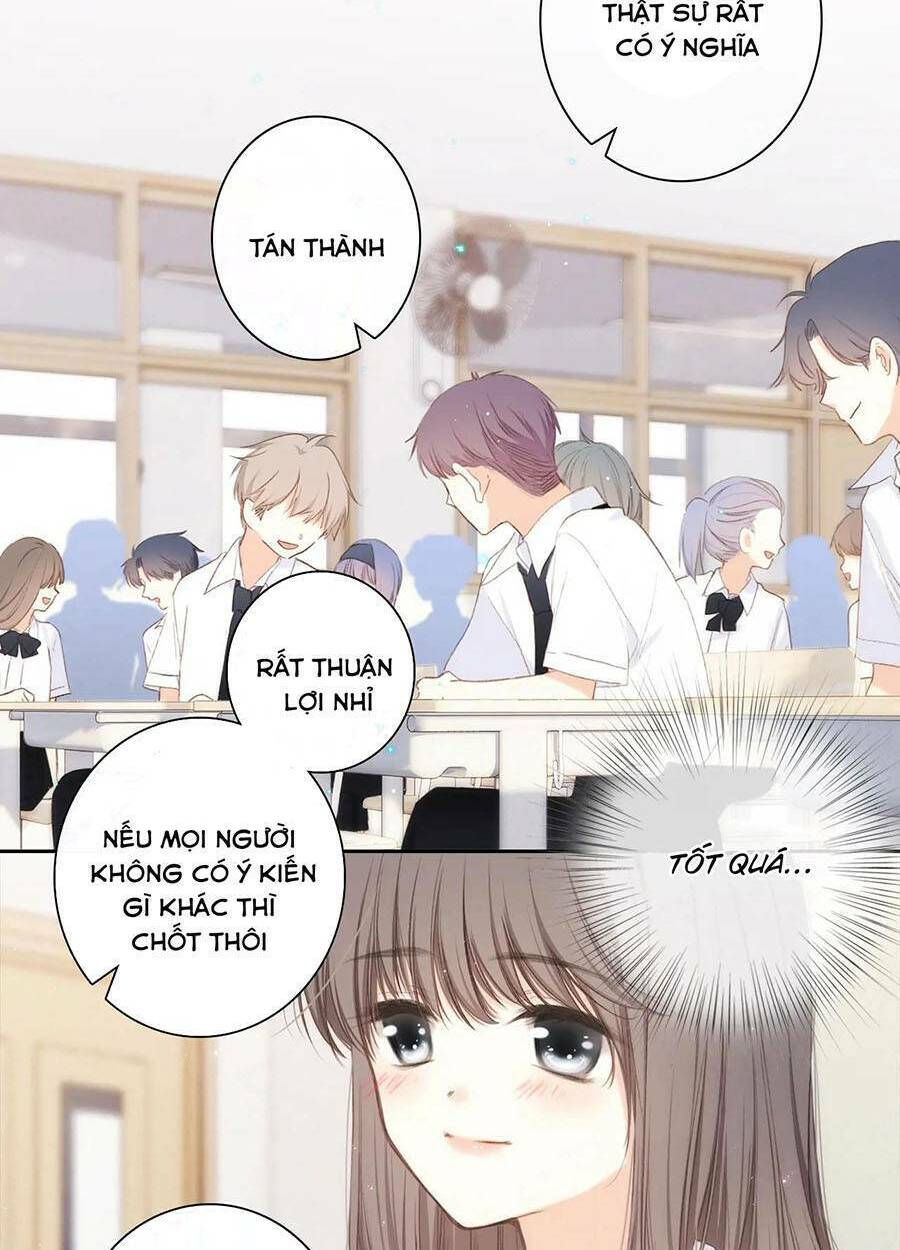 THẬT SỰ RẤT
CÓ Ý NGHĨA
TÁN THÀNH
RẤT THUẬN
LỢI NHỈ
NẾU MỌI NGƯỜI
KHÔNG CÓ Ý KIẾN
GÌ KHÁC THÌ
CHỐT THÔI
TỐT QUÁ...